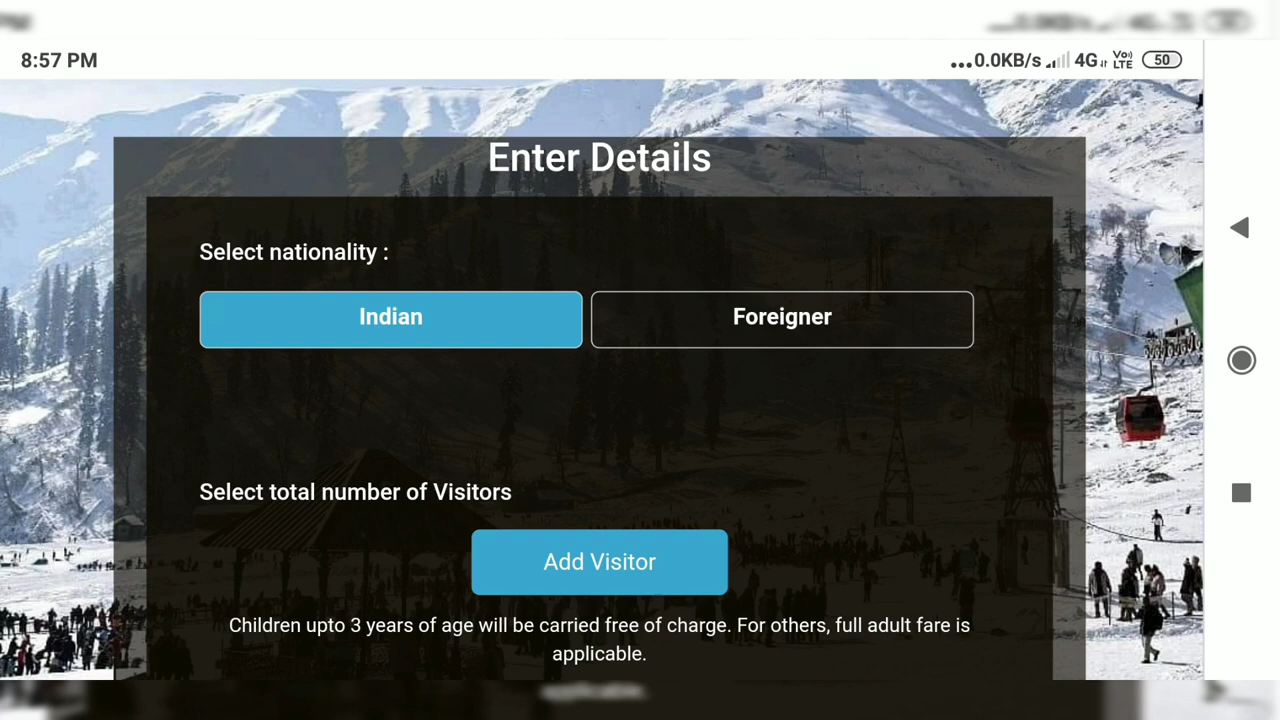 8:57 PM
...0.0KB/s 4G Vo) LTE 50
Enter Details
Select nationality :
Indian
Foreigner
Select total number of Visitors
Add Visitor
Children upto 3 years of age will be carried free of charge. For others, full adult fare is
applicable.
applicable.